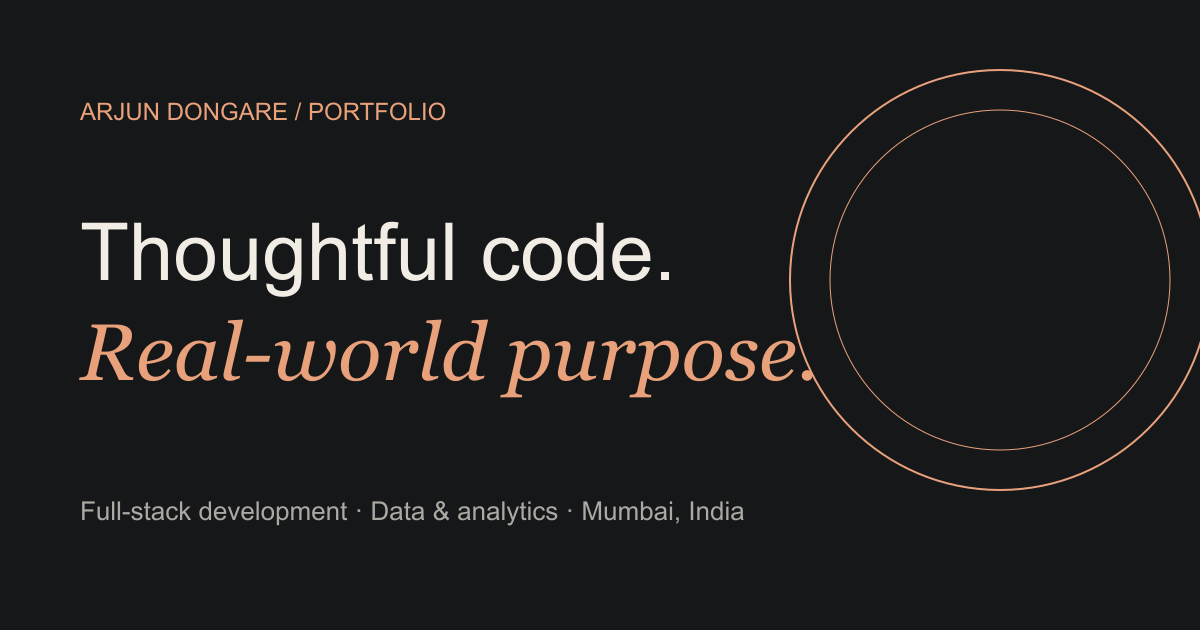 ARJUN DONGARE / PORTFOLIO
Thoughtful code.
Real-world purpose.
Full-stack development · Data & analytics · Mumbai, India